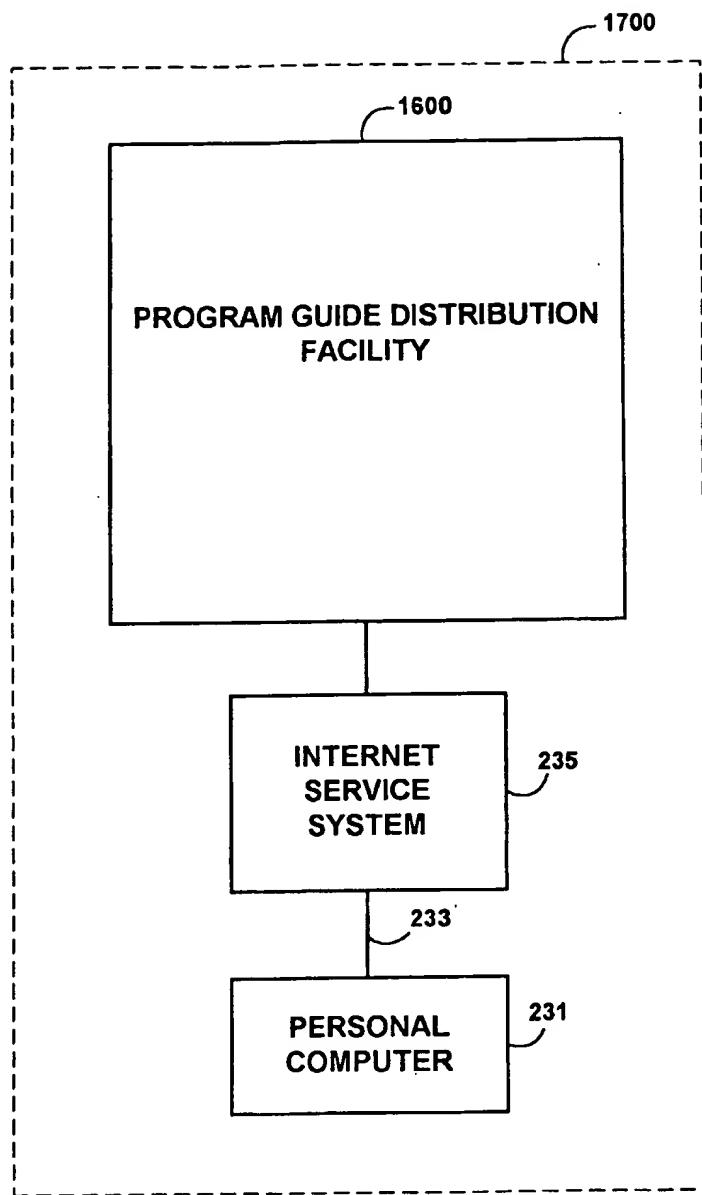 1700
1600
PROGRAM GUIDE DISTRIBUTION
FACILITY
INTERNET
SERVICE
SYSTEM
235
233
PERSONAL
COMPUTER
231